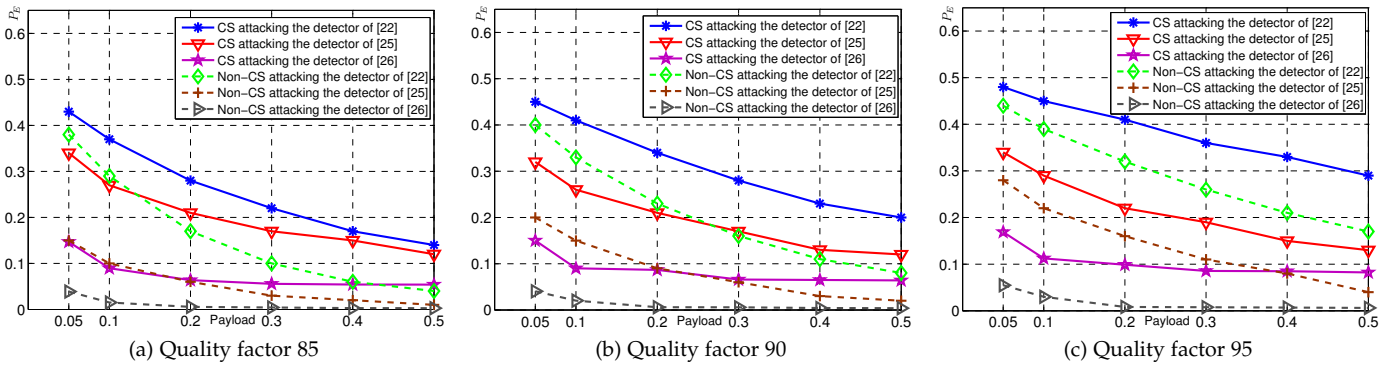 P_E
0.6
0.5
0.4
0.3
0.2
0.1
0
CS attacking the detector of [22]
CS attacking the detector of [25]
CS attacking the detector of [26]
Non−CS attacking the detector of [22]
Non−CS attacking the detector of [25]
Non−CS attacking the detector of [26]
0.05 0.1 0.2 0.3 0.4 0.5
Payload
(a) Quality factor 85
P_E
0.6
0.5
0.4
0.3
0.2
0.1
0
CS attacking the detector of [22]
CS attacking the detector of [25]
CS attacking the detector of [26]
Non−CS attacking the detector of [22]
Non−CS attacking the detector of [25]
Non−CS attacking the detector of [26]
0.05 0.1 0.2 0.3 0.4 0.5
Payload
(b) Quality factor 90
P_E
0.6
0.5
0.4
0.3
0.2
0.1
0
CS attacking the detector of [22]
CS attacking the detector of [25]
CS attacking the detector of [26]
Non−CS attacking the detector of [22]
Non−CS attacking the detector of [25]
Non−CS attacking the detector of [26]
0.05 0.1 0.2 0.3 0.4 0.5
Payload
(c) Quality factor 95